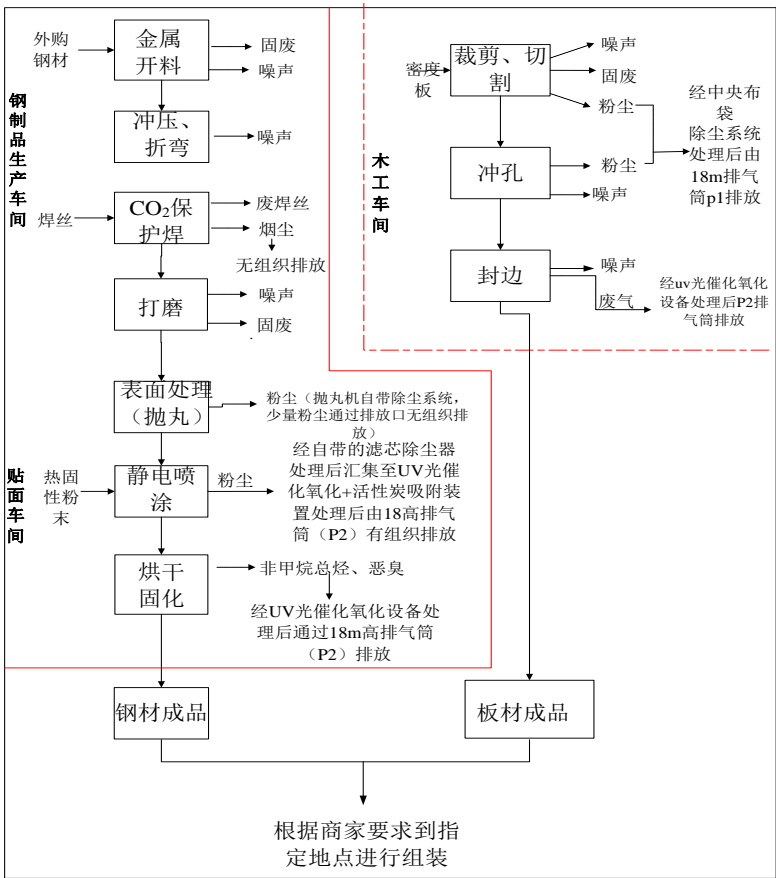 外购
钢材
金属
开料
固废
噪声
冲压、
折弯
噪声
钢制品生产车间
焊丝
CO₂保
护焊
废焊丝
烟尘
无组织排放
打磨
噪声
固废
表面处理
（抛丸）
粉尘（抛丸机自带除尘系统，
少量粉尘通过排放口无组织排
放）
贴面车间
热固
性粉
末
静电喷
涂
粉尘
经自带的滤芯除尘器
处理后汇集至UV光催
化氧化+活性炭吸附装
置处理后由18高排气
筒（P2）有组织排放
烘干
固化
非甲烷总烃、恶臭
经UV光催化氧化设备处
理后通过18m高排气筒
（P2）排放
钢材成品
木工车间
密度
板
裁剪、切
割
噪声
固废
粉尘
冲孔
粉尘
噪声
经中央布
袋
除尘系统
处理后由
18m排气
筒p1排放
封边
噪声
废气
经uv光催化氧化
设备处理后P2排
气筒排放
板材成品
根据商家要求到指
定地点进行组装